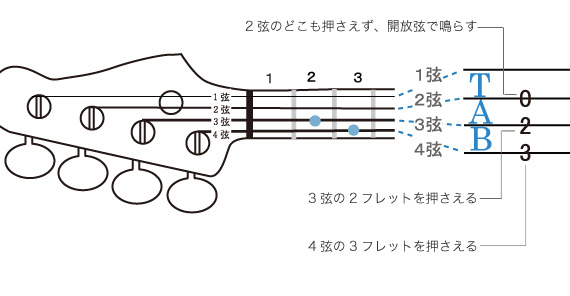 2弦のどこも押さえず、開放弦で鳴らす
1 2 3
1弦
2弦
3弦
4弦
1弦
2弦
3弦
4弦
T
A
B
0
2
3
3弦の2フレットを押さえる
4弦の3フレットを押さえる